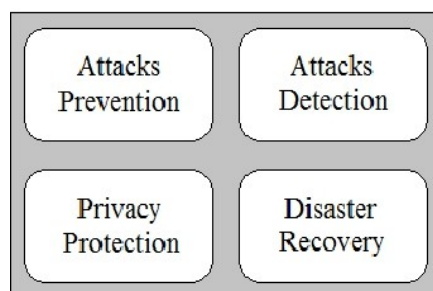 Attacks
Prevention
Attacks
Detection
Privacy
Protection
Disaster
Recovery